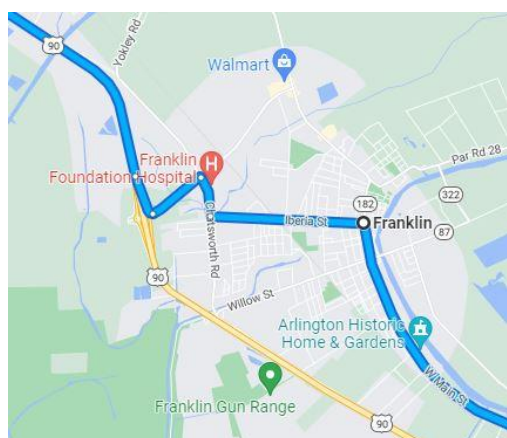 90
Yokley Rd
Walmart
Par Rd 28
Franklin
Foundation Hospital
H
322
182
Iberia St
Franklin
87
Clotsworth Rd
90
Willow St
Arlington Historic
Home & Gardens
W Main St
Franklin Gun Range
90